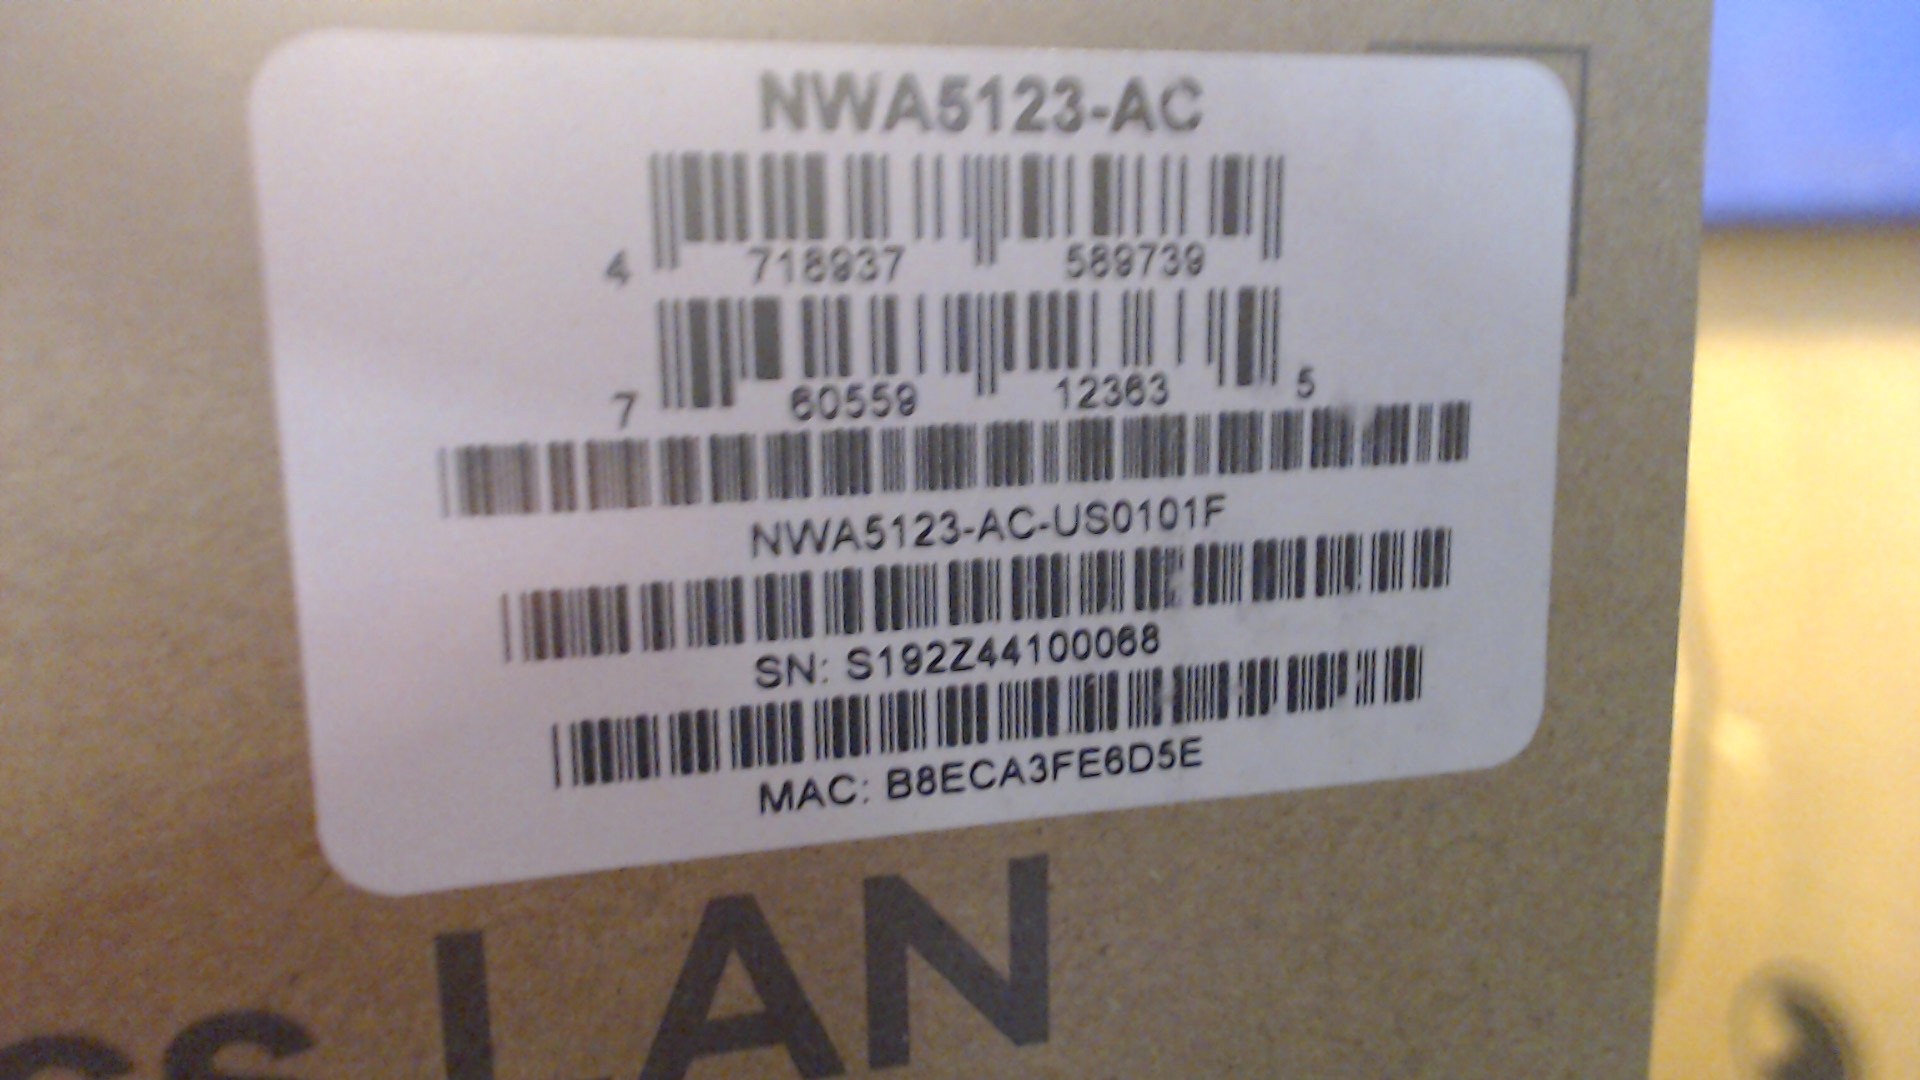 NWA5123-AC
4 718937 589739
7 60559 12363 5
NWA5123-AC-US0101F
SN: S192Z44100068
MAC: B8ECA3FE6D5E
LAN